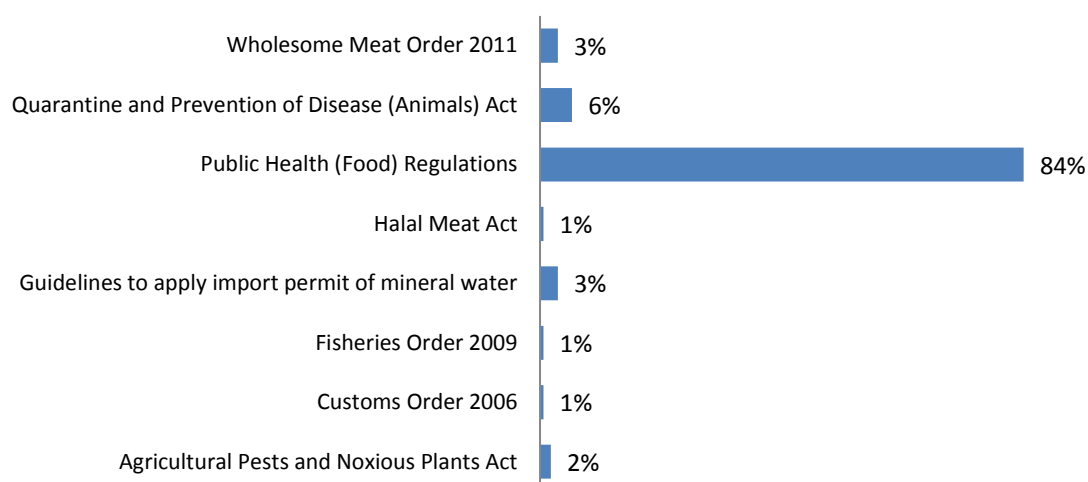 Wholesome Meat Order 2011 3%
Quarantine and Prevention of Disease (Animals) Act 6%
Public Health (Food) Regulations 84%
Halal Meat Act 1%
Guidelines to apply import permit of mineral water 3%
Fisheries Order 2009 1%
Customs Order 2006 1%
Agricultural Pests and Noxious Plants Act 2%